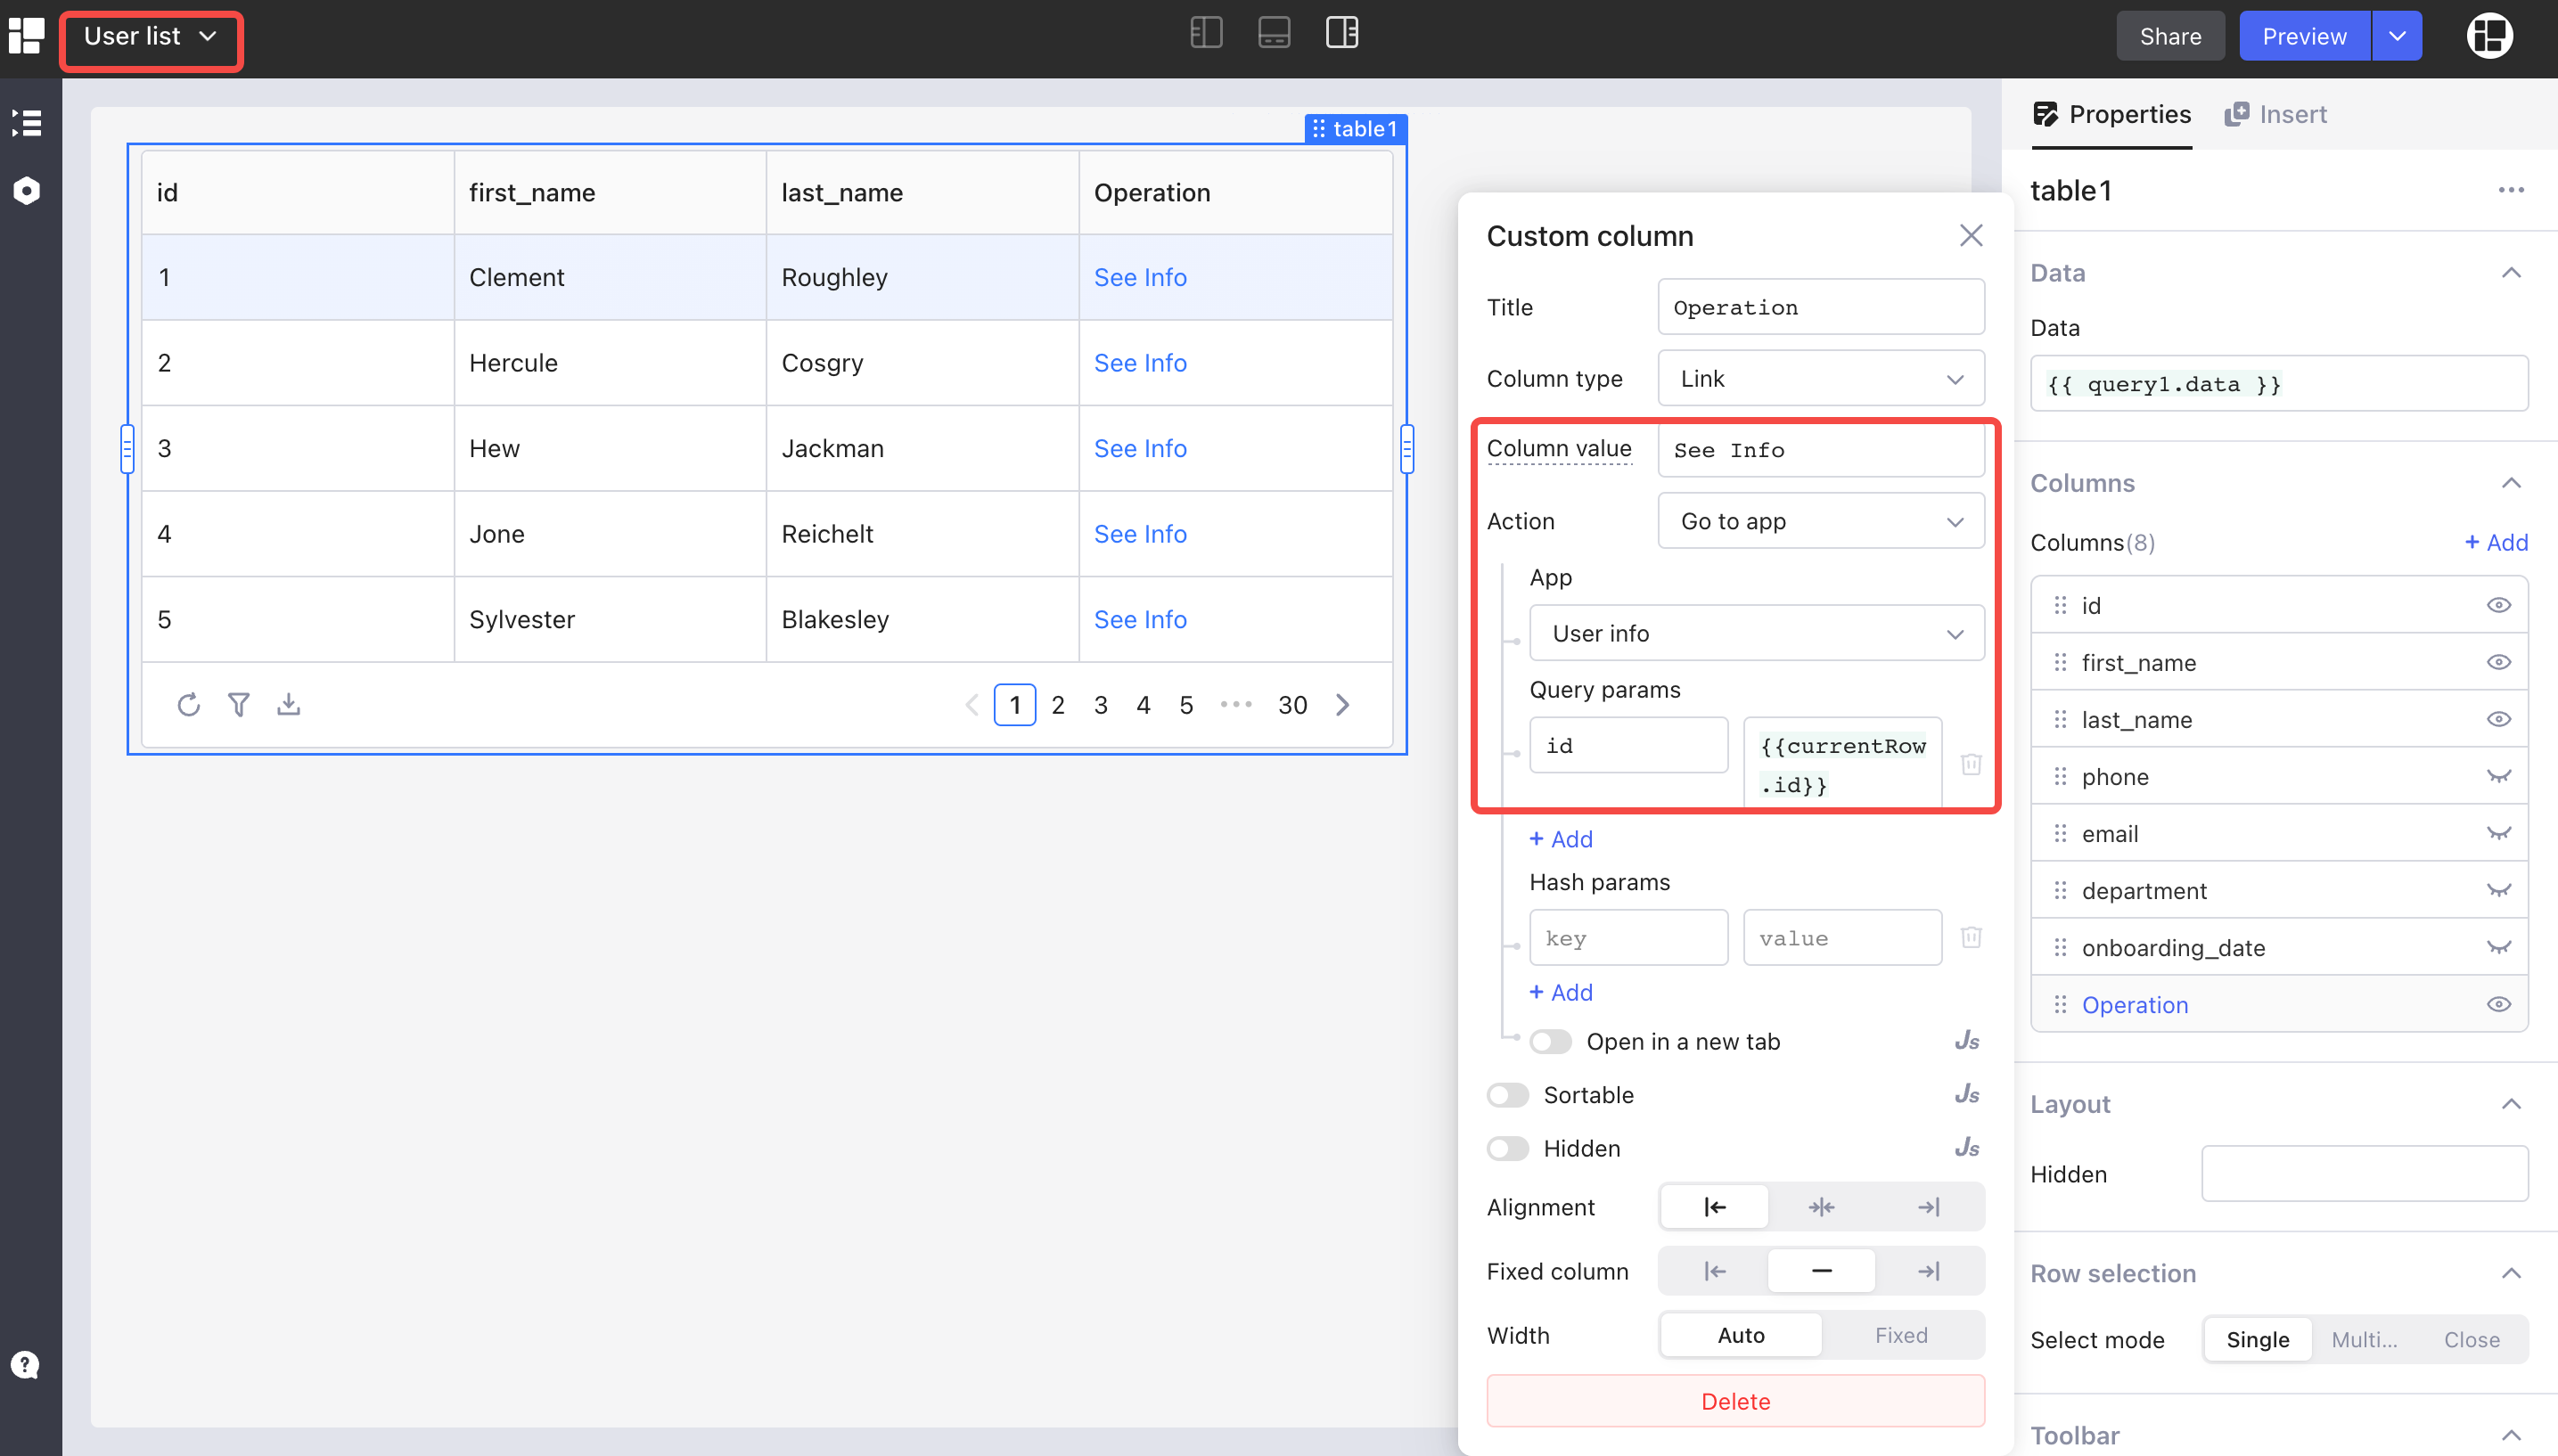 User list
Share
Preview
table1
id first_name last_name Operation
1 Clement Roughley See Info
2 Hercule Cosgry See Info
3 Hew Jackman See Info
4 Jone Reichelt See Info
5 Sylvester Blakesley See Info
1 2 3 4 5 ••• 30
Custom column
Title Operation
Column type Link
Column value See Info
Action Go to app
App
User info
Query params
id {{currentRow
.id}}
+ Add
Hash params
key value
+ Add
Open in a new tab Js
Sortable Js
Hidden Js
Alignment
Fixed column
Width Auto Fixed
Delete
Properties Insert
table1
Data
Data
{{ query1.data }}
Columns
Columns(8) + Add
id
first_name
last_name
phone
email
department
onboarding_date
Operation
Layout
Hidden
Row selection
Select mode Single Multi... Close
Toolbar